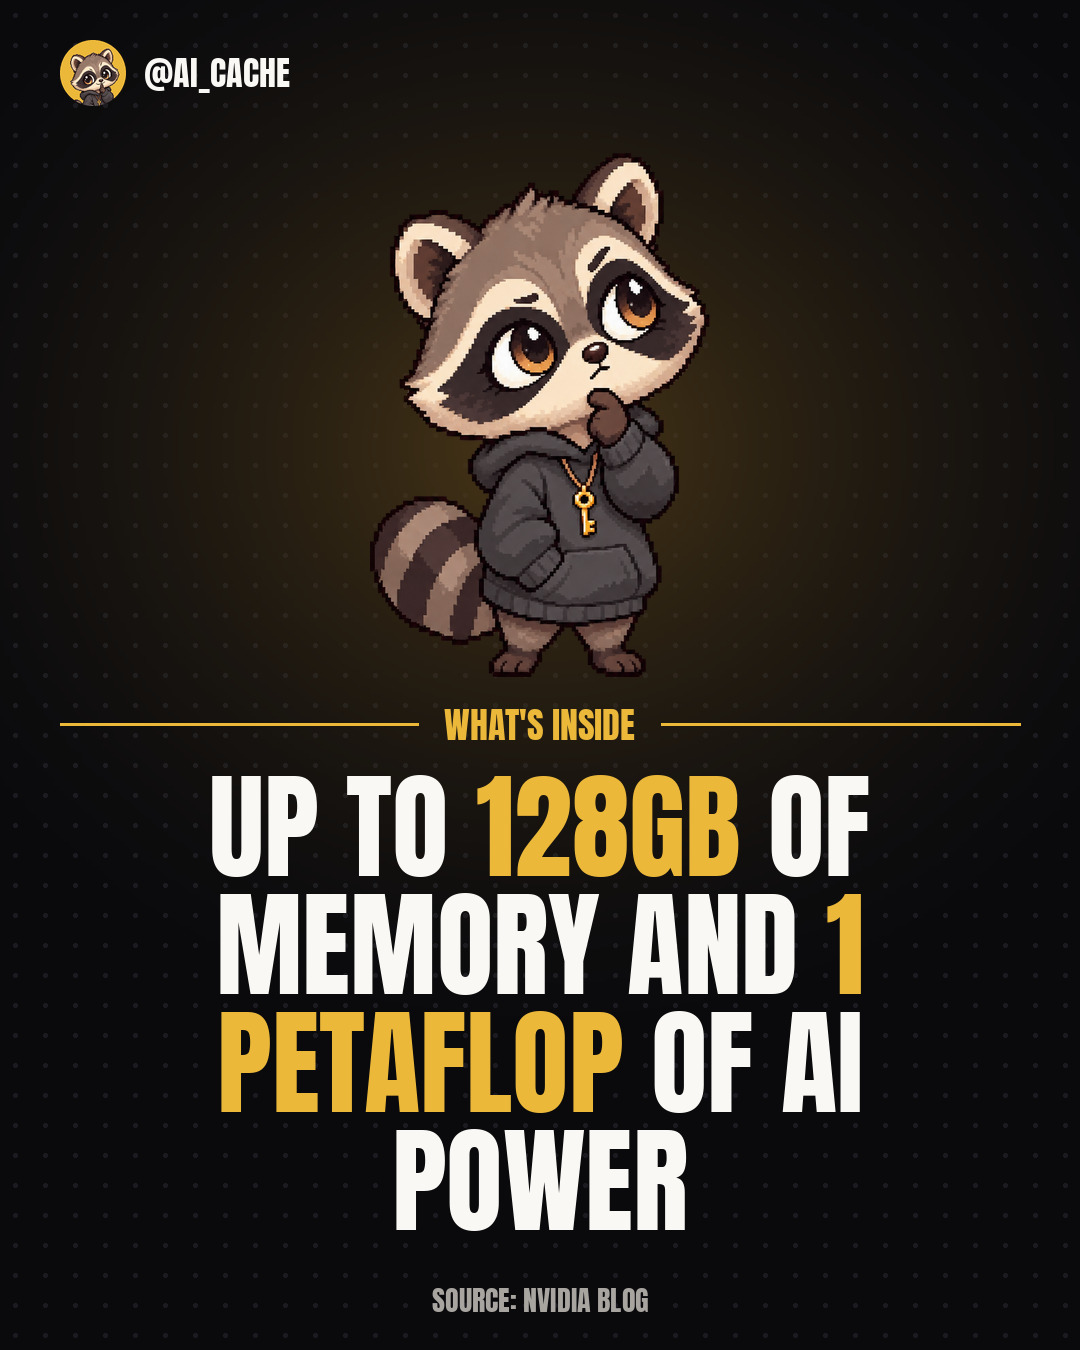 @AI_CACHE
WHAT'S INSIDE
UP TO 128GB OF
MEMORY AND 1
PETAFLOP OF AI
POWER
SOURCE: NVIDIA BLOG